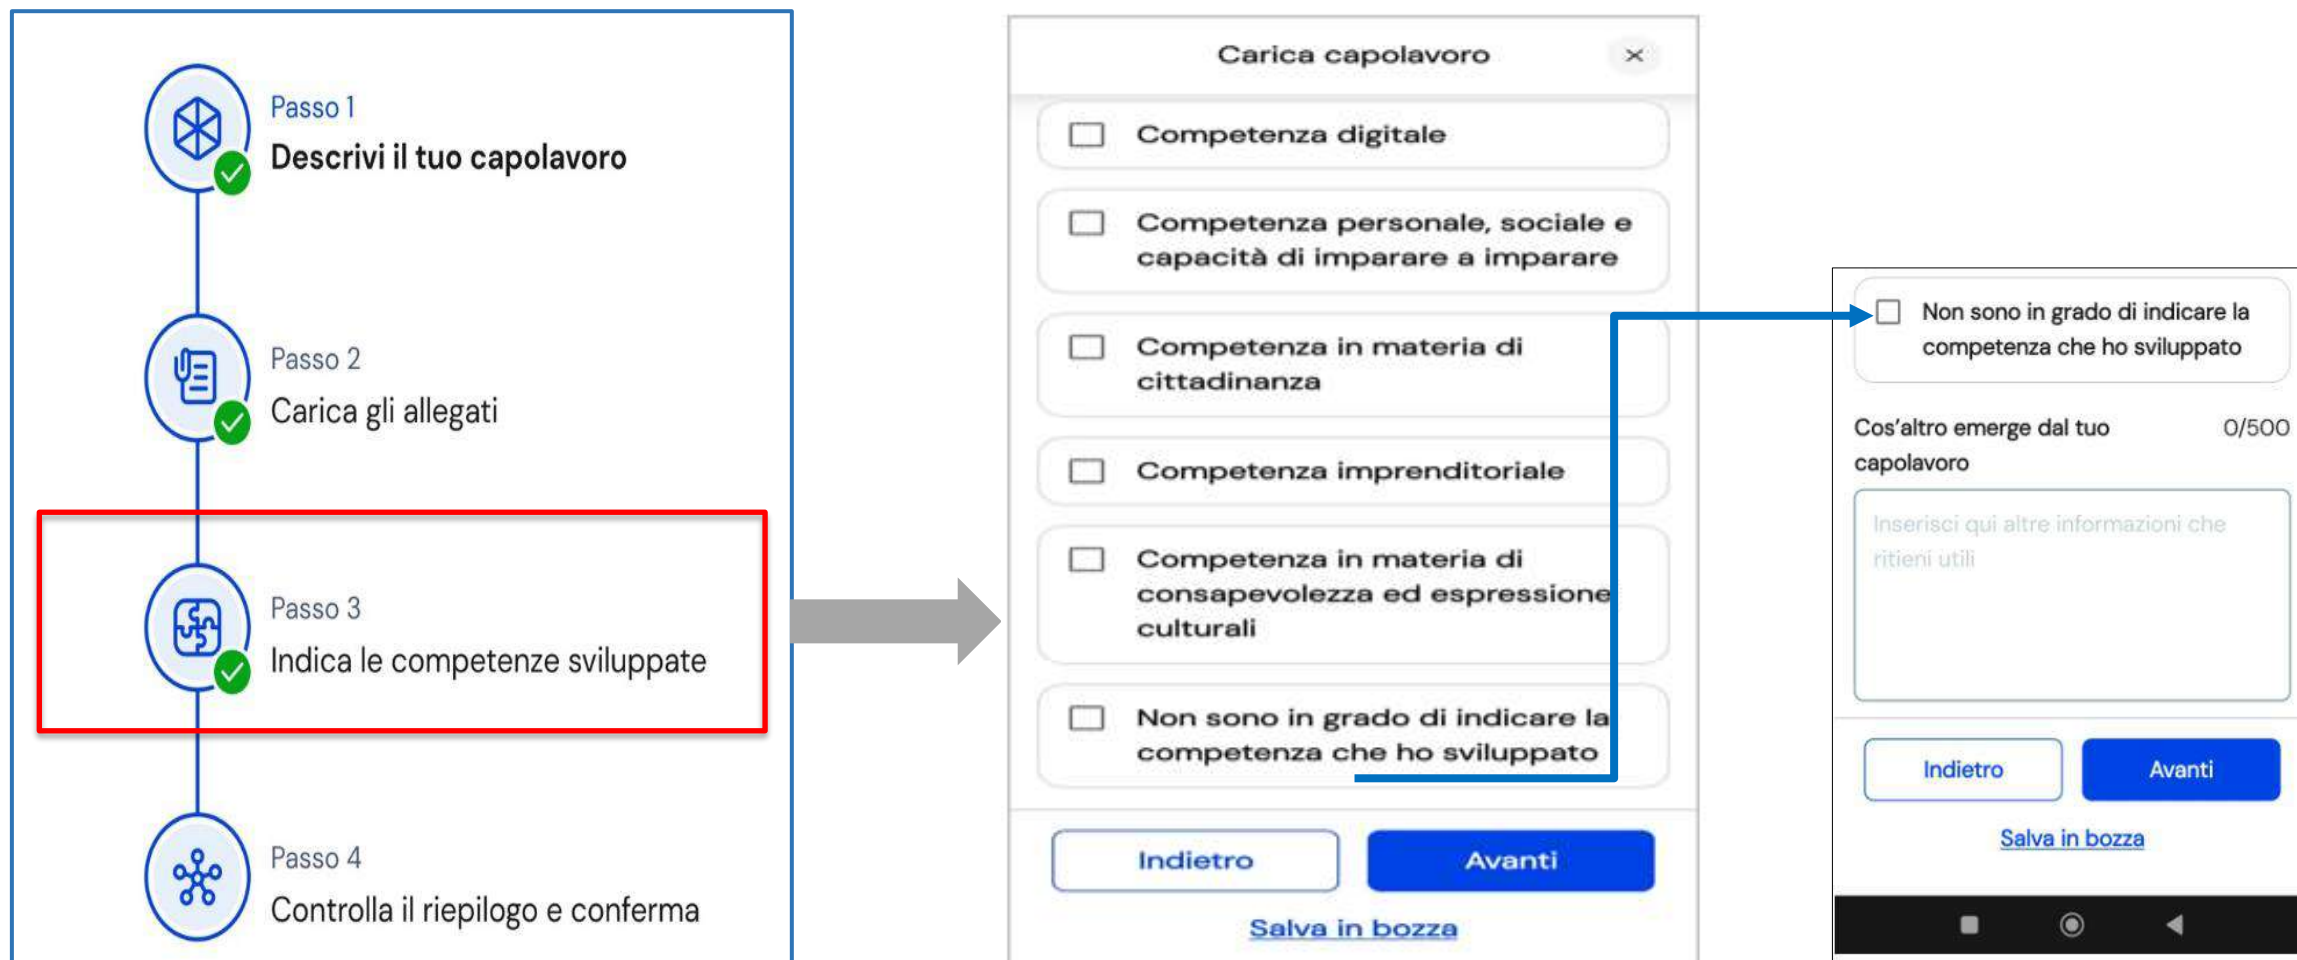 Passo 1
Descrivi il tuo capolavoro
Passo 2
Carica gli allegati
Passo 3
Indica le competenze sviluppate
Passo 4
Controlla il riepilogo e conferma
Carica capolavoro
Competenza digitale
Competenza personale, sociale e
capacità di imparare a imparare
Competenza in materia di
cittadinanza
Competenza imprenditoriale
Competenza in materia di
consapevolezza ed espressione
culturali
Non sono in grado di indicare la
competenza che ho sviluppato
Indietro
Avanti
Salva in bozza
Non sono in grado di indicare la
competenza che ho sviluppato
Cos'altro emerge dal tuo 0/500
capolavoro
Inserisci qui altre informazioni che
ritieni utili
Indietro
Avanti
Salva in bozza